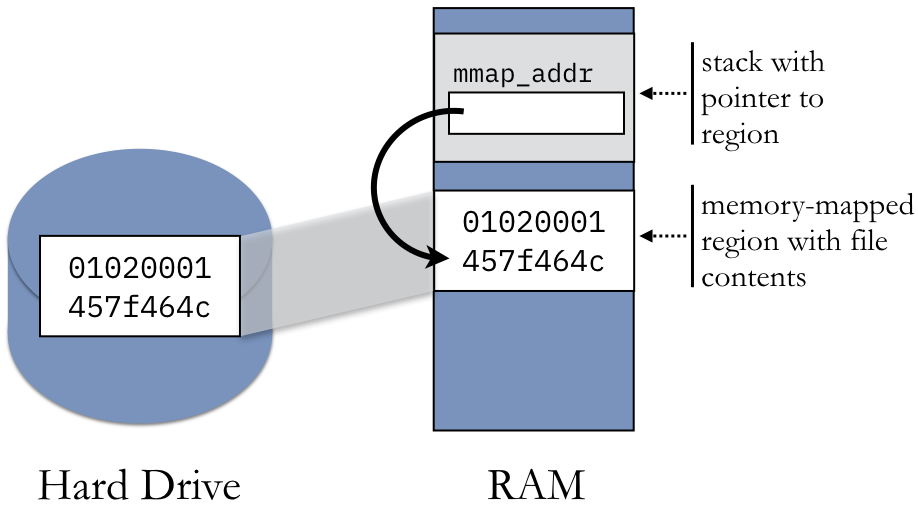 mmap_addr
stack with
pointer to
region
01020001
457f464c
memory-mapped
region with file
contents
01020001
457f464c
Hard Drive
RAM